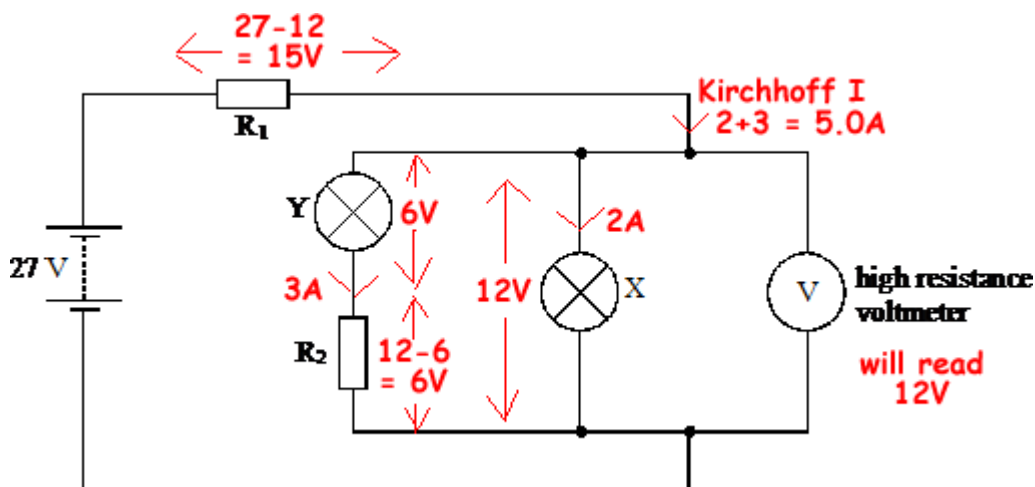 27-12
= 15V
R1
Kirchhoff I
2+3 = 5.0A
Y
6V
2A
27 V
3A
12V
X
V
high resistance
voltmeter
R2
12-6
= 6V
will read
12V